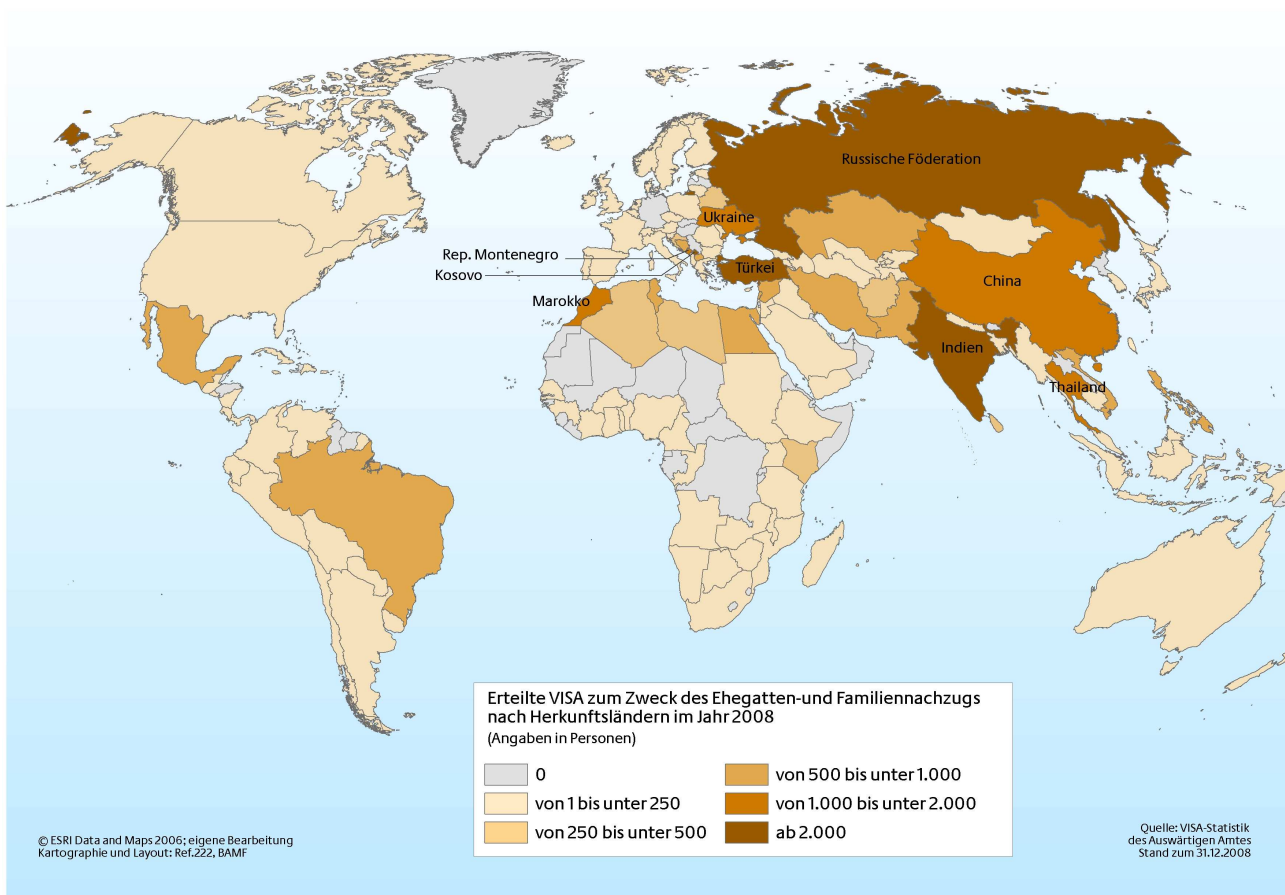 Russische Föderation
Ukraine
Rep. Montenegro
Kosovo
Türkei
China
Marokko
Indien
Thailand
Erteilte VISA zum Zweck des Ehegatten-und Familiennachzugs
nach Herkunftsländern im Jahr 2008
(Angaben in Personen)
0
von 1 bis unter 250
von 250 bis unter 500
von 500 bis unter 1.000
von 1.000 bis unter 2.000
ab 2.000
© ESRI Data and Maps 2006; eigene Bearbeitung
Kartographie und Layout: Ref.222, BAMF
Quelle: VISA-Statistik
des Auswärtigen Amtes
Stand zum 31.12.2008